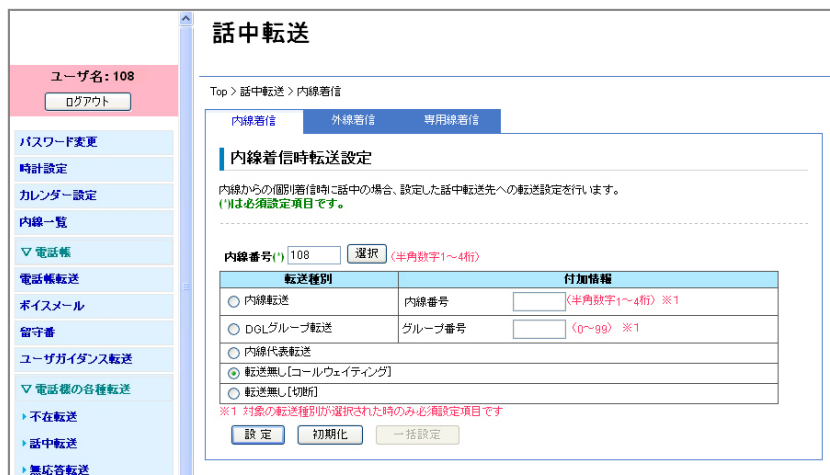 話中転送
ユーザ名：108
ログアウト
パスワード変更
時計設定
カレンダー設定
内線一覧
▽ 電話帳
電話帳転送
ボイスメール
留守番
ユーザガイダンス転送
▽ 電話機の各種転送
不在転送
話中転送
無応答転送
Top > 話中転送 > 内線着信
内線着信 外線着信 専用線着信
内線着信時転送設定
内線からの個別着信時に話中の場合、設定した話中転送先への転送設定を行います。
(*)は必須設定項目です。
内線番号(*) 108 選択 (半角数字1～4桁)
転送種別 付加情報
内線転送 内線番号 (半角数字1～4桁) ※1
DGLグループ転送 グループ番号 (0～99) ※1
内線代表転送
転送無し[コールウェイティング]
転送無し[切断]
※1 対象の転送種別が選択された時のみ必須設定項目です
設 定 初期化 一括設定